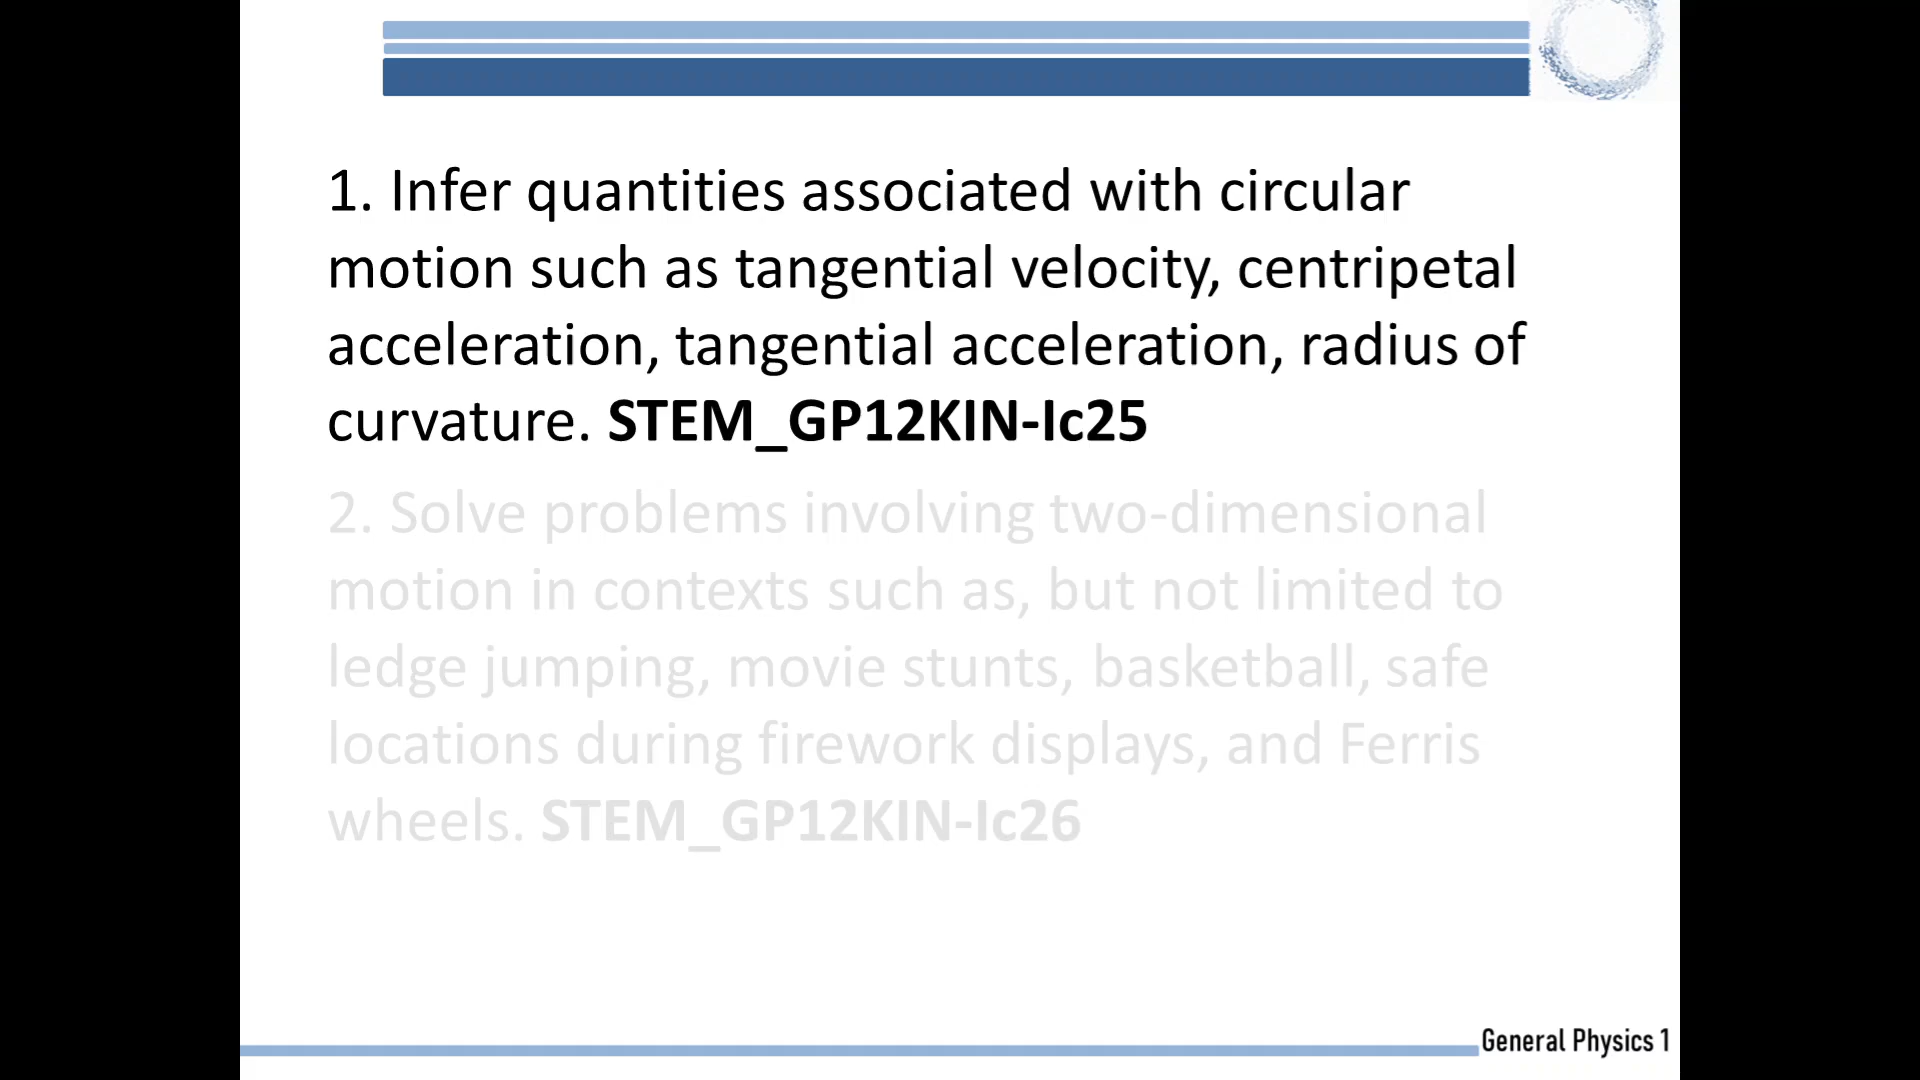 1. Infer quantities associated with circular
motion such as tangential velocity, centripetal
acceleration, tangential acceleration, radius of
curvature. STEM_GP12KIN-Ic25
2. Solve problems involving two-dimensional
motion in contexts such as, but not limited to
ledge jumping, movie stunts, basketball, safe
locations during firework displays, and Ferris
wheels. STEM_GP12KIN-Ic26
General Physics 1